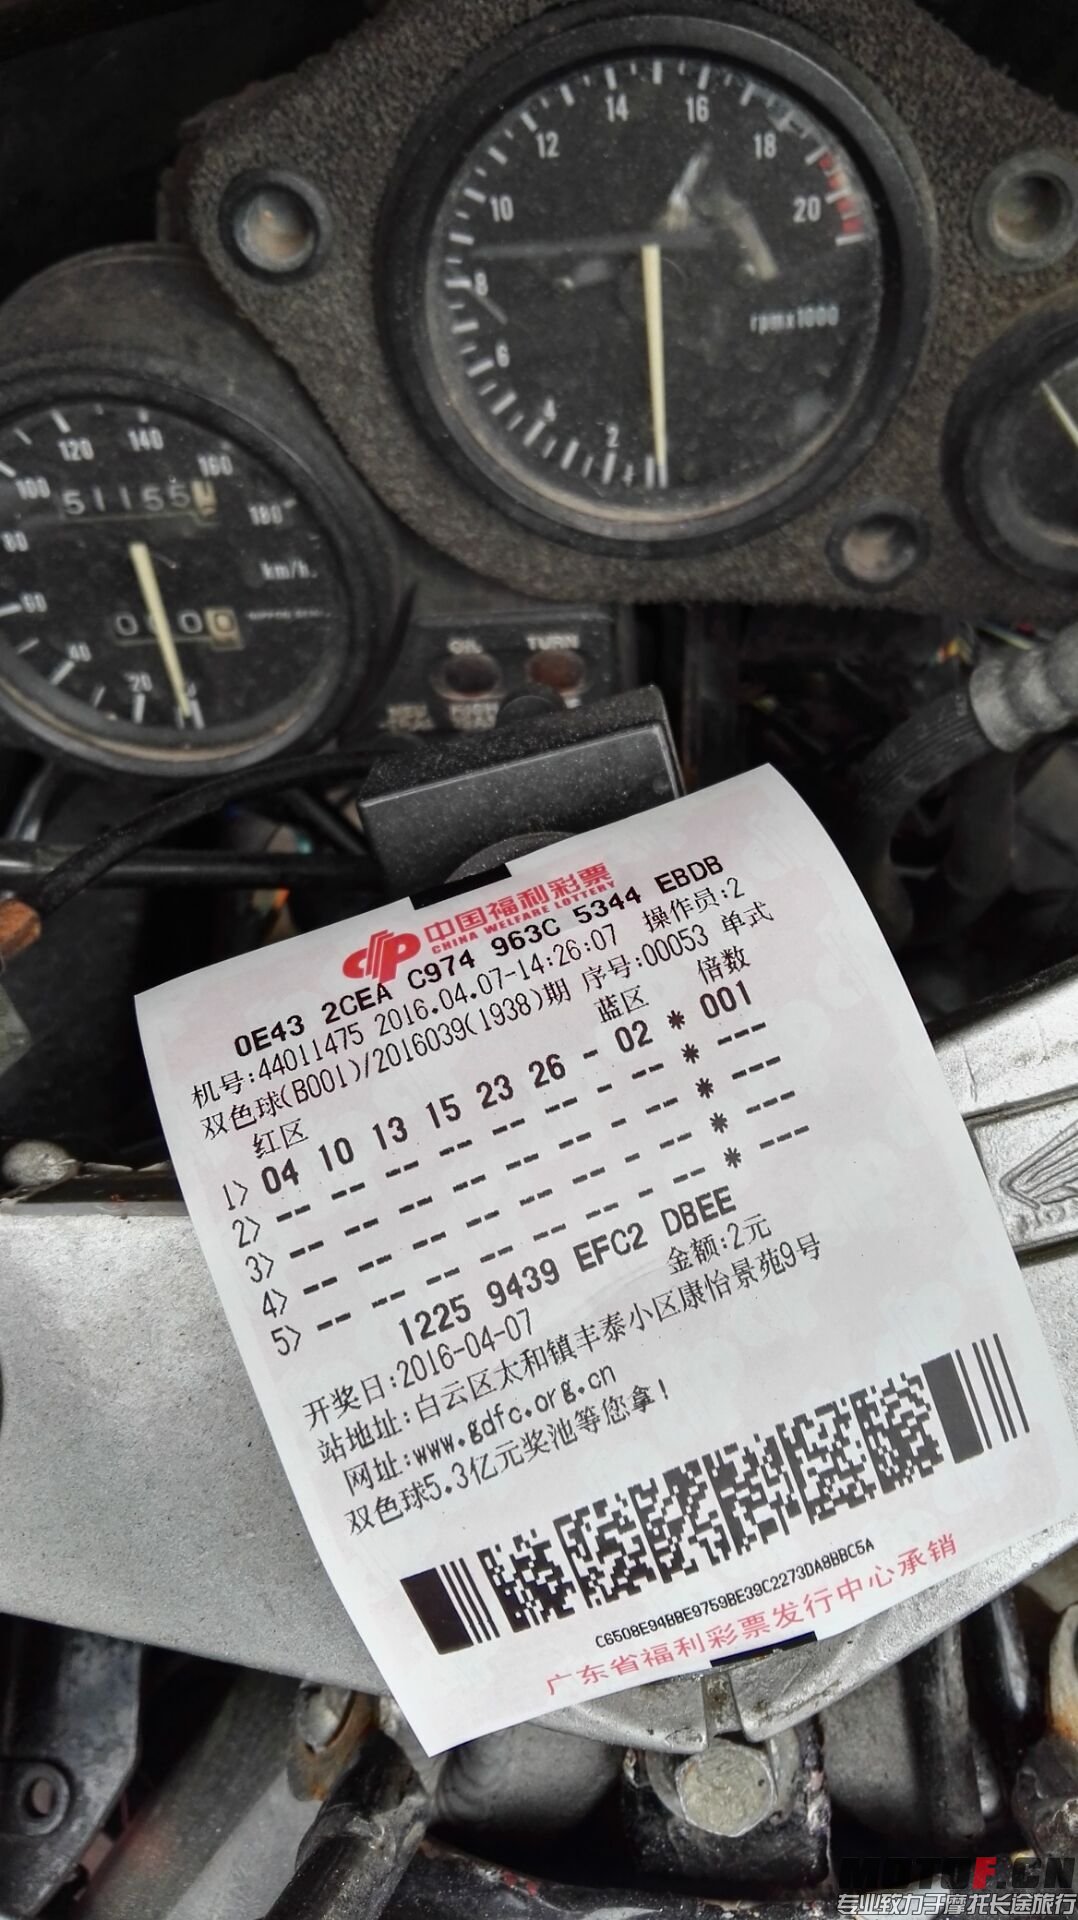 14 16
12 18
10 20
8
6
4
2
rpmx1000
120 140 160
100 180
80
60
40
20
51155
km/h.
OIL TURN
中国福利彩票
CHINA WELFARE LOTTERY
0E43 2CEA C974 963C 5344 EBDB
机号:44011475 2016.04.07-14:26:07 操作员:2
双色球(B001)/2016039(1938)期 序号:00053 单式
红区 蓝区 倍数
1> 04 10 13 15 23 26 - 02 * 001
2> -- -- -- -- -- -- - -- * ---
3> -- -- -- -- -- -- - -- * ---
4> -- -- -- -- -- -- - -- * ---
5> -- -- -- -- -- -- - -- * ---
1225 9439 EFC2 DBEE
开奖日:2016-04-07 金额:2元
站地址:白云区太和镇丰泰小区康怡景苑9号
网址:www.gdfc.org.cn
双色球5.3亿元奖池等您拿!
C6508E94BBE9759BE39C2273DA8BBC5A
广东省福利彩票发行中心承销
MOTOF.CN
专业致力于摩托长途旅行